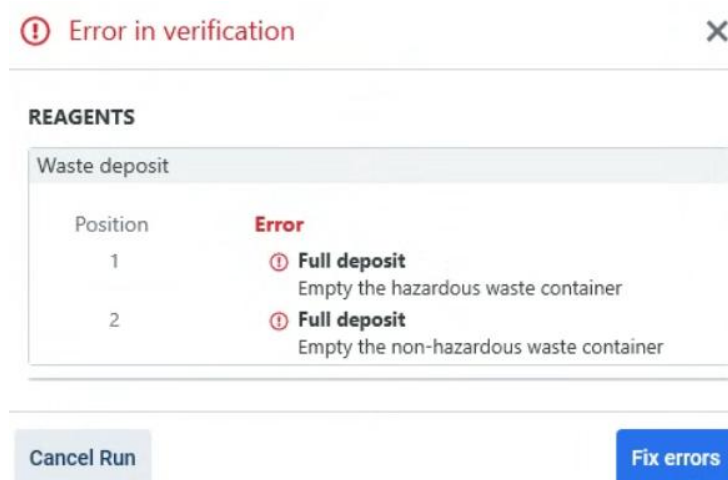 Error in verification
REAGENTS
Waste deposit
Position Error
1 Full deposit
Empty the hazardous waste container
2 Full deposit
Empty the non-hazardous waste container
Cancel Run Fix errors